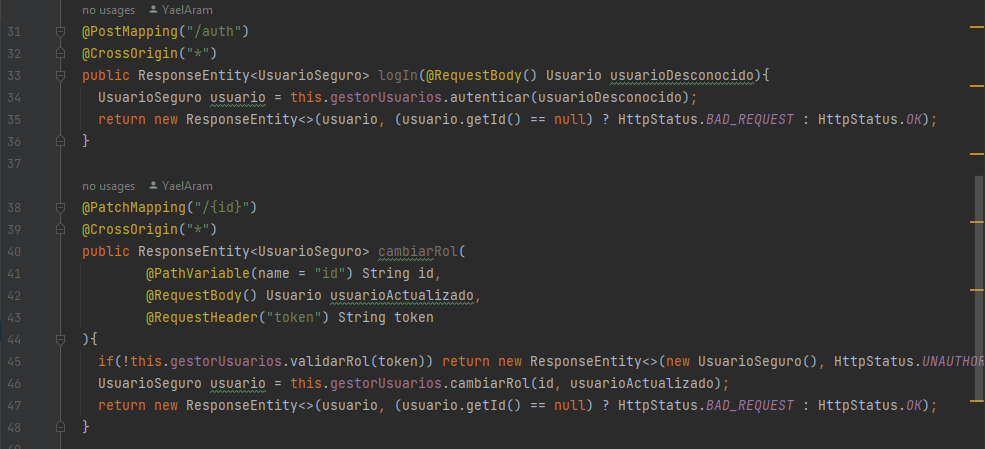 no usages YaelAram
31 @PostMapping("/auth")
32 @CrossOrigin("*")
33 public ResponseEntity<UsuarioSeguro> logIn(@RequestBody() Usuario usuarioDesconocido){
34 UsuarioSeguro usuario = this.gestorUsuarios.autenticar(usuarioDesconocido);
35 return new ResponseEntity<>(usuario, (usuario.getId() == null) ? HttpStatus.BAD_REQUEST : HttpStatus.OK);
36 }
37
no usages YaelAram
38 @PatchMapping("/{id}")
39 @CrossOrigin("*")
40 public ResponseEntity<UsuarioSeguro> cambiarRol(
41 @PathVariable(name = "id") String id,
42 @RequestBody() Usuario usuarioActualizado,
43 @RequestHeader("token") String token
44 ){
45 if(!this.gestorUsuarios.validarRol(token)) return new ResponseEntity<>(new UsuarioSeguro(), HttpStatus.UNAUTHOR
46 UsuarioSeguro usuario = this.gestorUsuarios.cambiarRol(id, usuarioActualizado);
47 return new ResponseEntity<>(usuario, (usuario.getId() == null) ? HttpStatus.BAD_REQUEST : HttpStatus.OK);
48 }